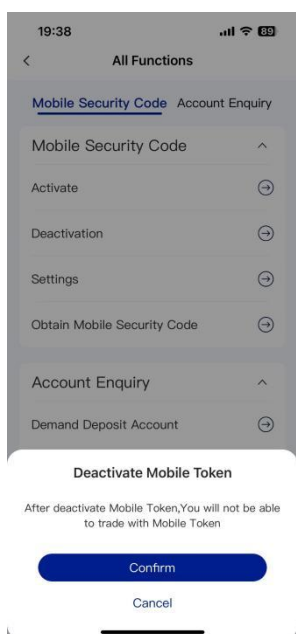 19:38
89
All Functions
Mobile Security Code Account Enquiry
Mobile Security Code
Activate
Deactivation
Settings
Obtain Mobile Security Code
Account Enquiry
Demand Deposit Account
Deactivate Mobile Token
After deactivate Mobile Token,You will not be able
to trade with Mobile Token
Confirm
Cancel